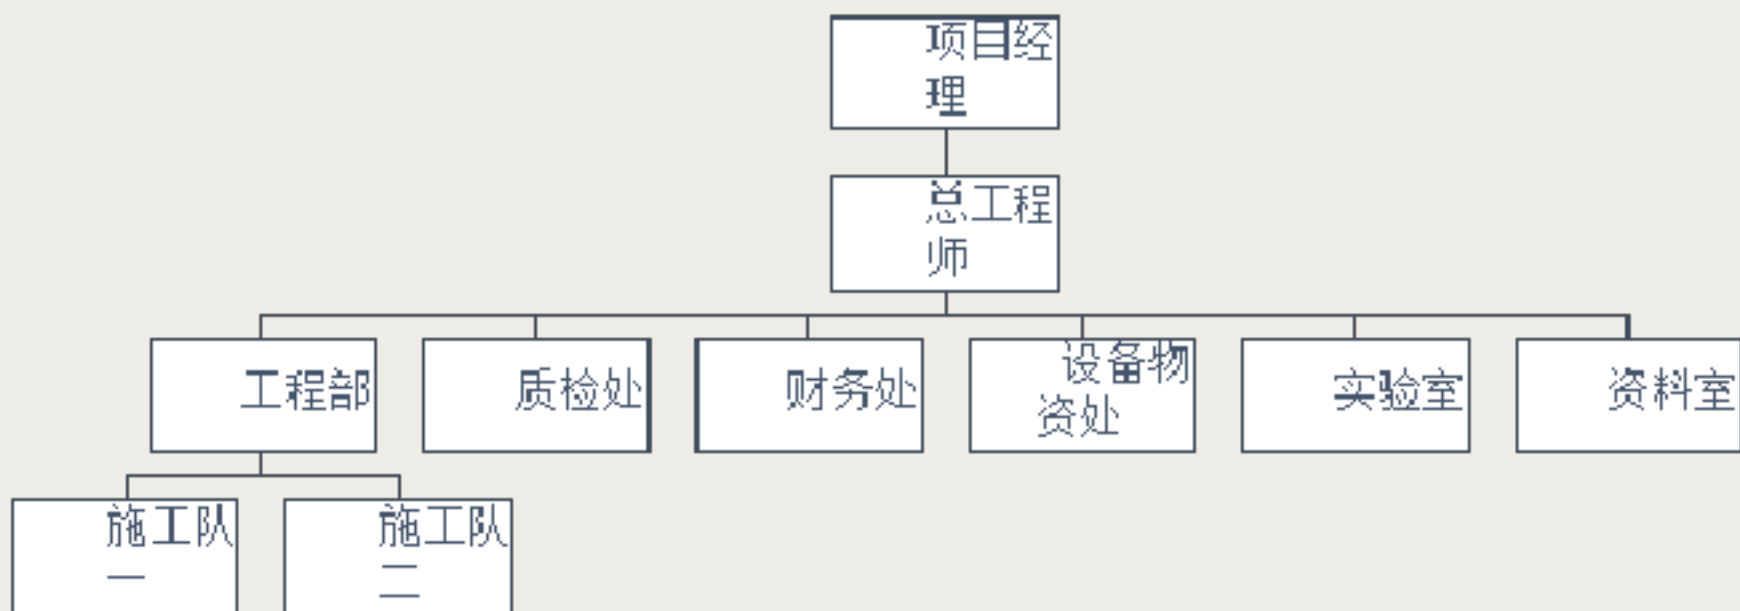 项目经
理
总工程
师
工程部
质检处
财务处
设备物
资处
实验室
资料室
施工队
一
施工队
二